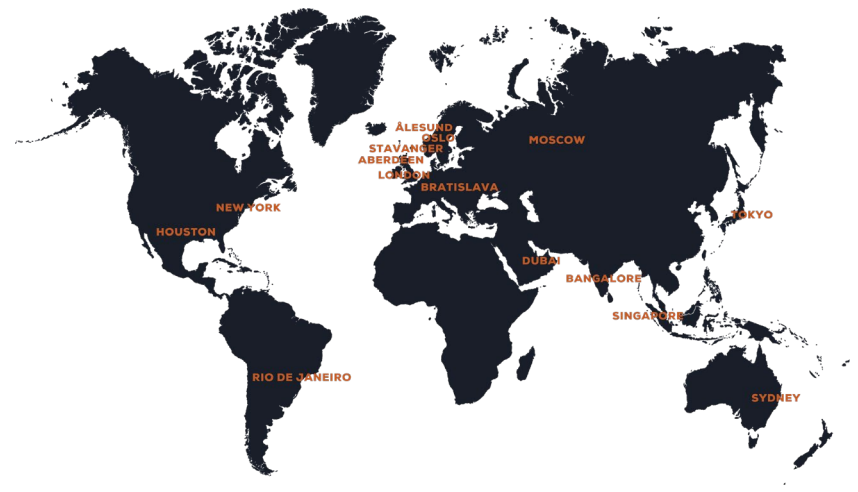 ÅLESUND
OSLO
STAVANGER
ABERDEEN
LONDON
BRATISLAVA
MOSCOW
NEW YORK
HOUSTON
TOKYO
DUBAI
BANGALORE
SINGAPORE
RIO DE JANEIRO
SYDNEY